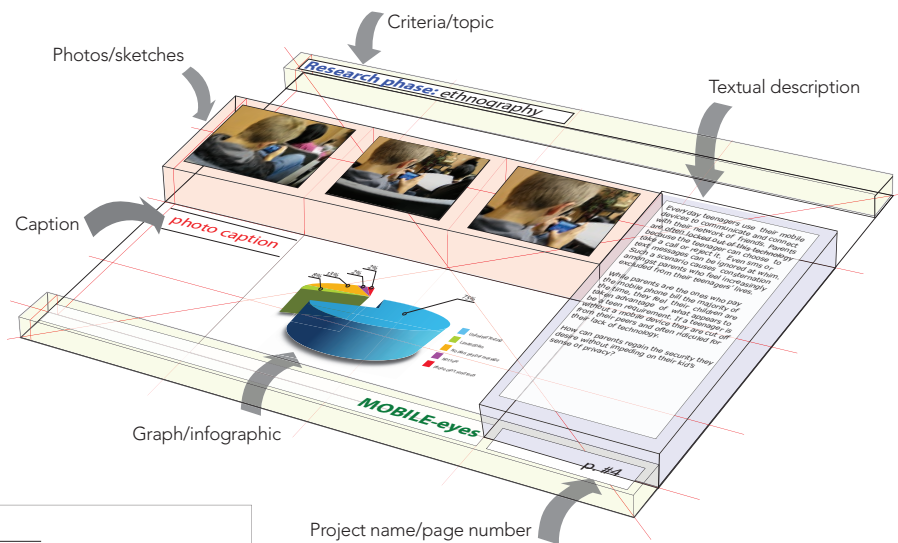 Criteria/topic
Photos/sketches
Research phase: ethnography
Textual description
Caption
photo caption
Everyday teenagers use their mobile
devices to communicate and connect
with their network of friends. Parents
are often locked out of this technology
because the teenager can choose to
take a call or reject it. Even sms or
text messages can be ignored at when
Such a scenario causes consternation
amongst parents who feel increasingly
excluded from their teenagers' lives.
While parents are the ones who pay
the mobile phone bill the majority of
the time, they feel their children are
taken advantage of what appears to
be a teen requirement. If a teenager is
without a mobile device they are cut off
from their peers and often ridiculed for
their lack of technology.
How can parents regain the security they
desire without impeding on their kid's
sense of privacy?
71%
MOBILE-eyes
Graph/infographic
p. #4
Project name/page number